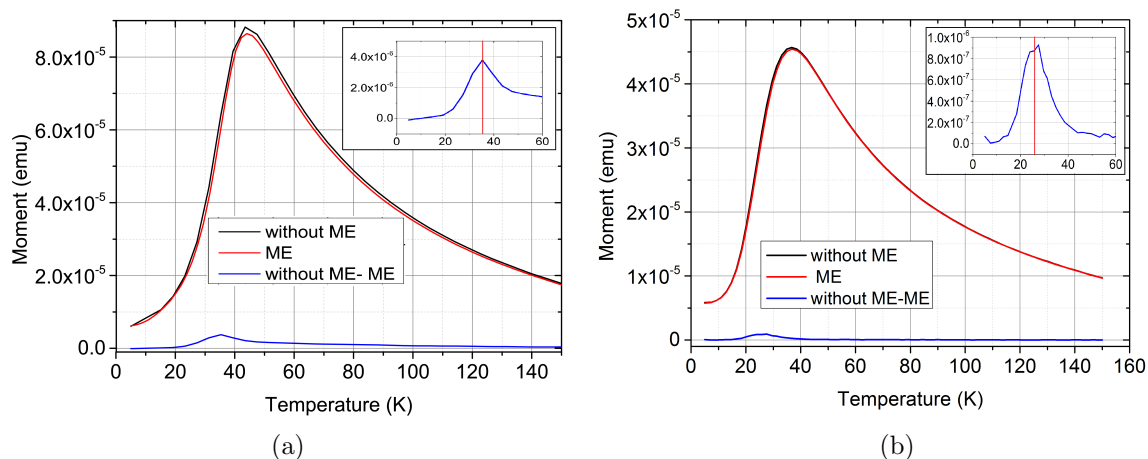 8.0x10-5
6.0x10-5
4.0x10-5
2.0x10-5
0.0
Moment (emu)
0 20 40 60 80 100 120 140
Temperature (K)
without ME
ME
without ME- ME
4.0x10-6
2.0x10-6
0.0
0 20 40 60
(a)
5x10-5
4x10-5
3x10-5
2x10-5
1x10-5
0
Moment (emu)
0 20 40 60 80 100 120 140 160
Temperature (K)
without ME
ME
without ME-ME
1.0x10-6
8.0x10-7
6.0x10-7
4.0x10-7
2.0x10-7
0.0
0 20 40 60
(b)